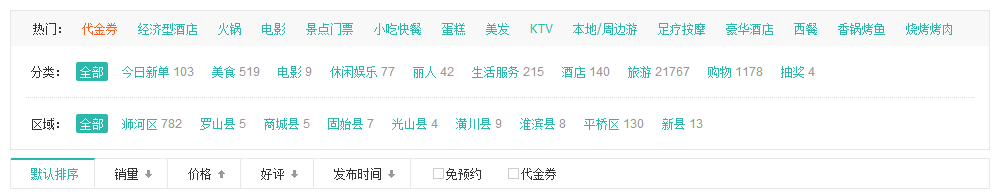 热门： 代金券 经济型酒店 火锅 电影 景点门票 小吃快餐 蛋糕 美发 KTV 本地/周边游 足疗按摩 豪华酒店 西餐 香锅烤鱼 烧烤烤肉
分类： 全部 今日新单 103 美食 519 电影 9 休闲娱乐 77 丽人 42 生活服务 215 酒店 140 旅游 21767 购物 1178 抽奖 4
区域： 全部 浉河区 782 罗山县 5 商城县 5 固始县 7 光山县 4 潢川县 9 淮滨县 8 平桥区 130 新县 13
默认排序 销量 价格 好评 发布时间 免预约 代金券